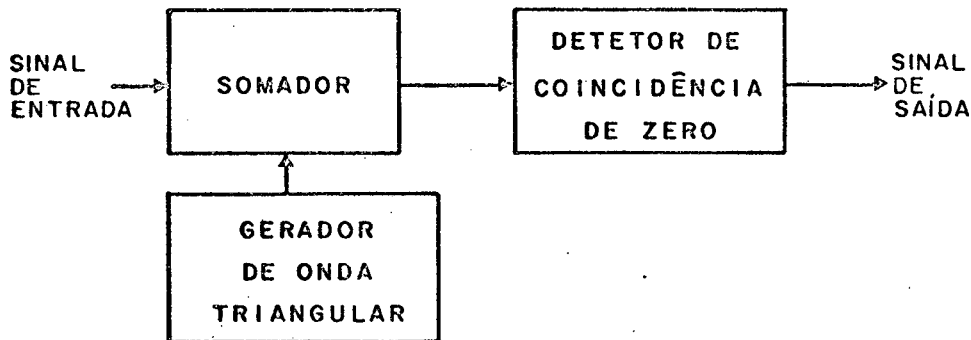 SINAL
DE
ENTRADA
SOMADOR
DETETOR DE
COINCIDÊNCIA
DE ZERO
SINAL
DE
SAÍDA
GERADOR
DE ONDA
TRIANGULAR